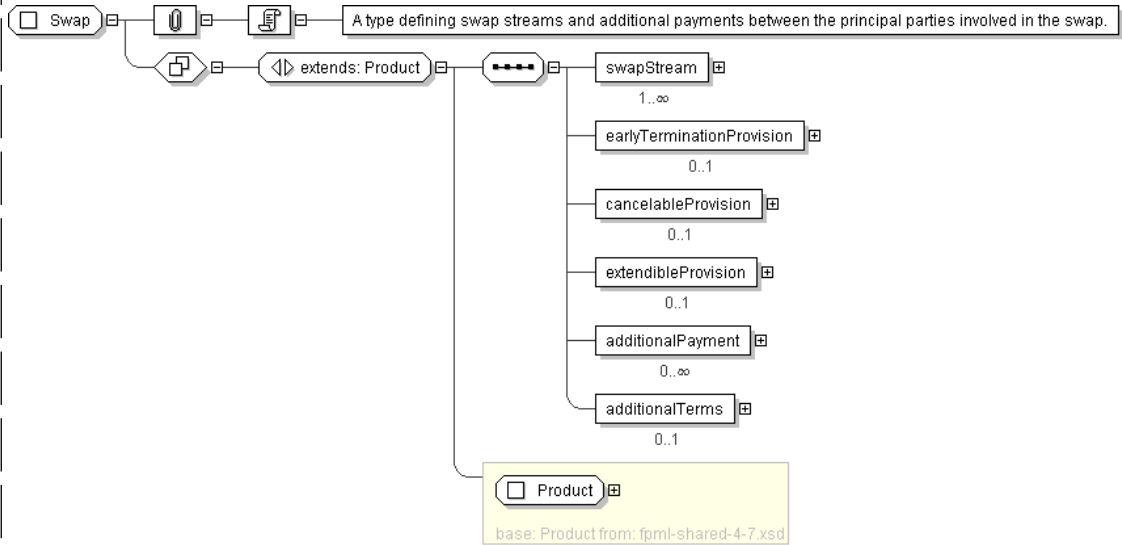 Swap
A type defining swap streams and additional payments between the principal parties involved in the swap.
extends: Product
swapStream
1..∞
earlyTerminationProvision
0..1
cancelableProvision
0..1
extendibleProvision
0..1
additionalPayment
0..∞
additionalTerms
0..1
Product
base: Product from: fpml-shared-4-7.xsd